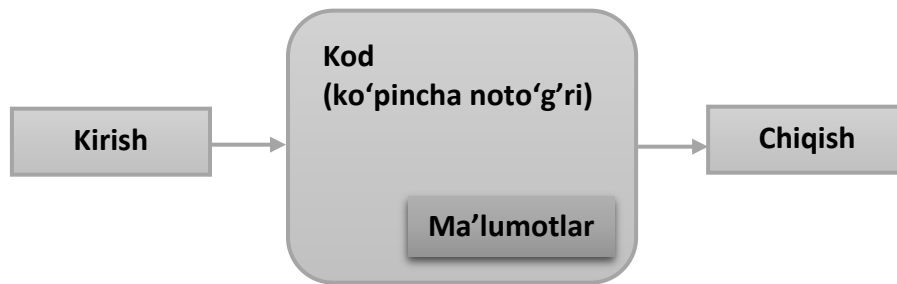 Kod
(ko‘pincha noto‘g’ri)
Kirish
Chiqish
Ma’lumotlar